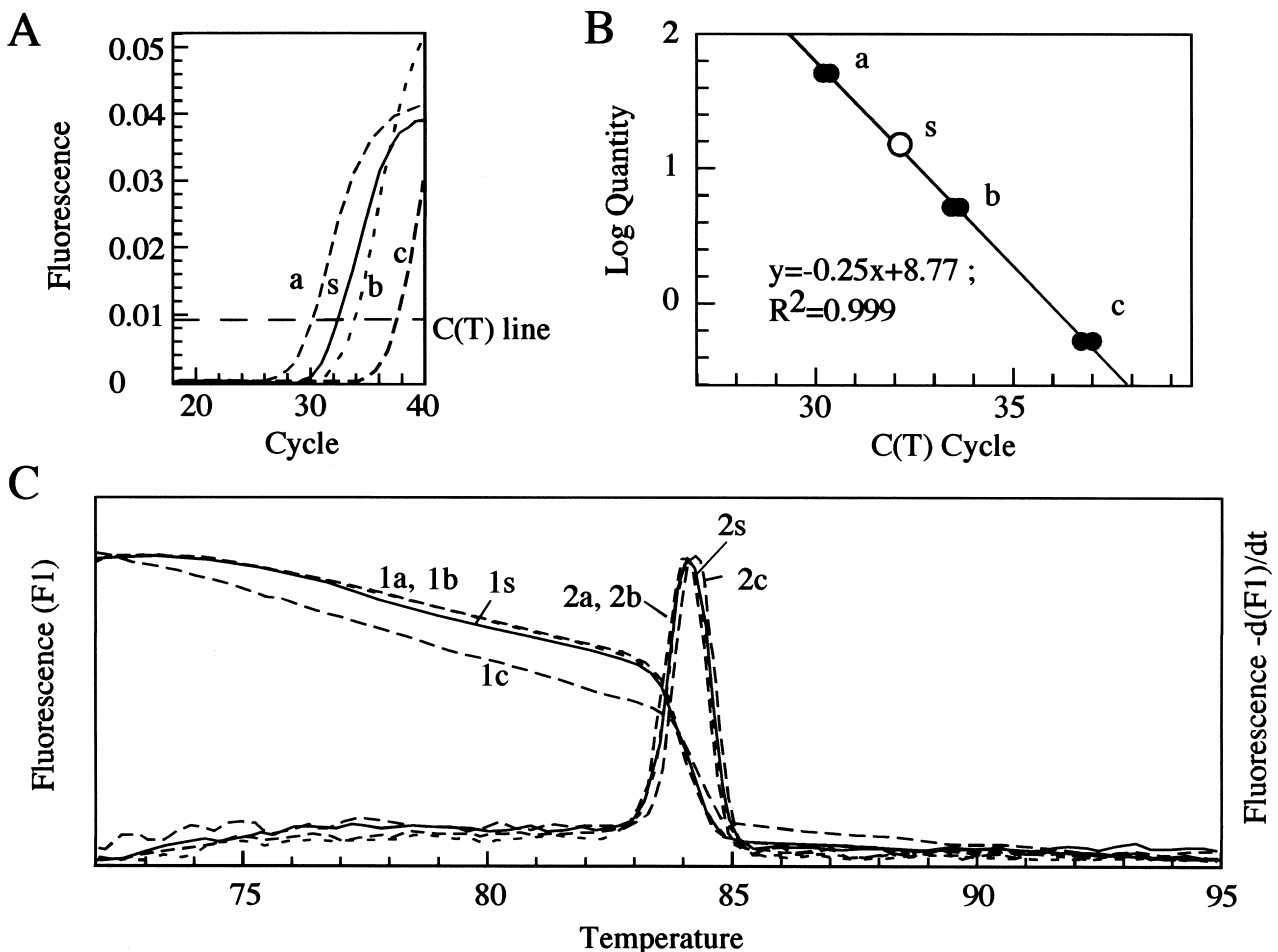 A
B
0.05
0.04
0.03
0.02
0.01
0
Fluorescence
a
s
b
c
C(T) line
20
30
40
Cycle
2
1
0
Log Quantity
a
s
b
c
y=-0.25x+8.77 ;
R2=0.999
30
35
C(T) Cycle
C
Fluorescence (F1)
1a, 1b
1s
1c
2a, 2b
2s
2c
Fluorescence -d(F1)/dt
75
80
85
90
95
Temperature